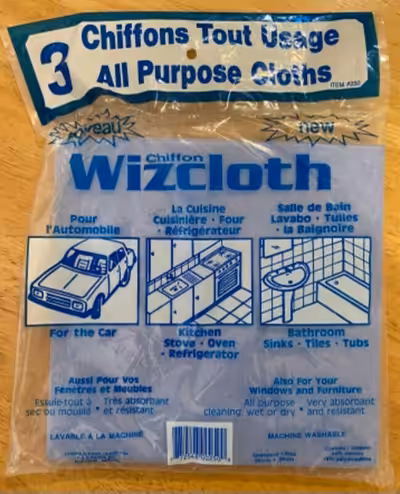 3
Chiffons Tout Usage
All Purpose Cloths
ITEM #250
new
Chiffon
Wizcloth
Pour
l'Automobile
La Cuisine
Cuisinière · Four ·
Réfrigérateur
Salle de Bain
Lavabo · Tuiles
· la Baignoire
For the Car
Kitchen
Stove · Oven ·
· Refrigerator
Bathroom
Sinks · Tiles · Tubs
Aussi Pour Vos
Fenêtres et Meubles
Essuie-tout à
sec ou mouillé
· Très absorbant
et résistant
Also For Your
Windows and Furniture
All purpose
cleaning wet or dry
· Very absorbant
and resistant
LAVABLE À LA MACHINE
MACHINE WASHABLE